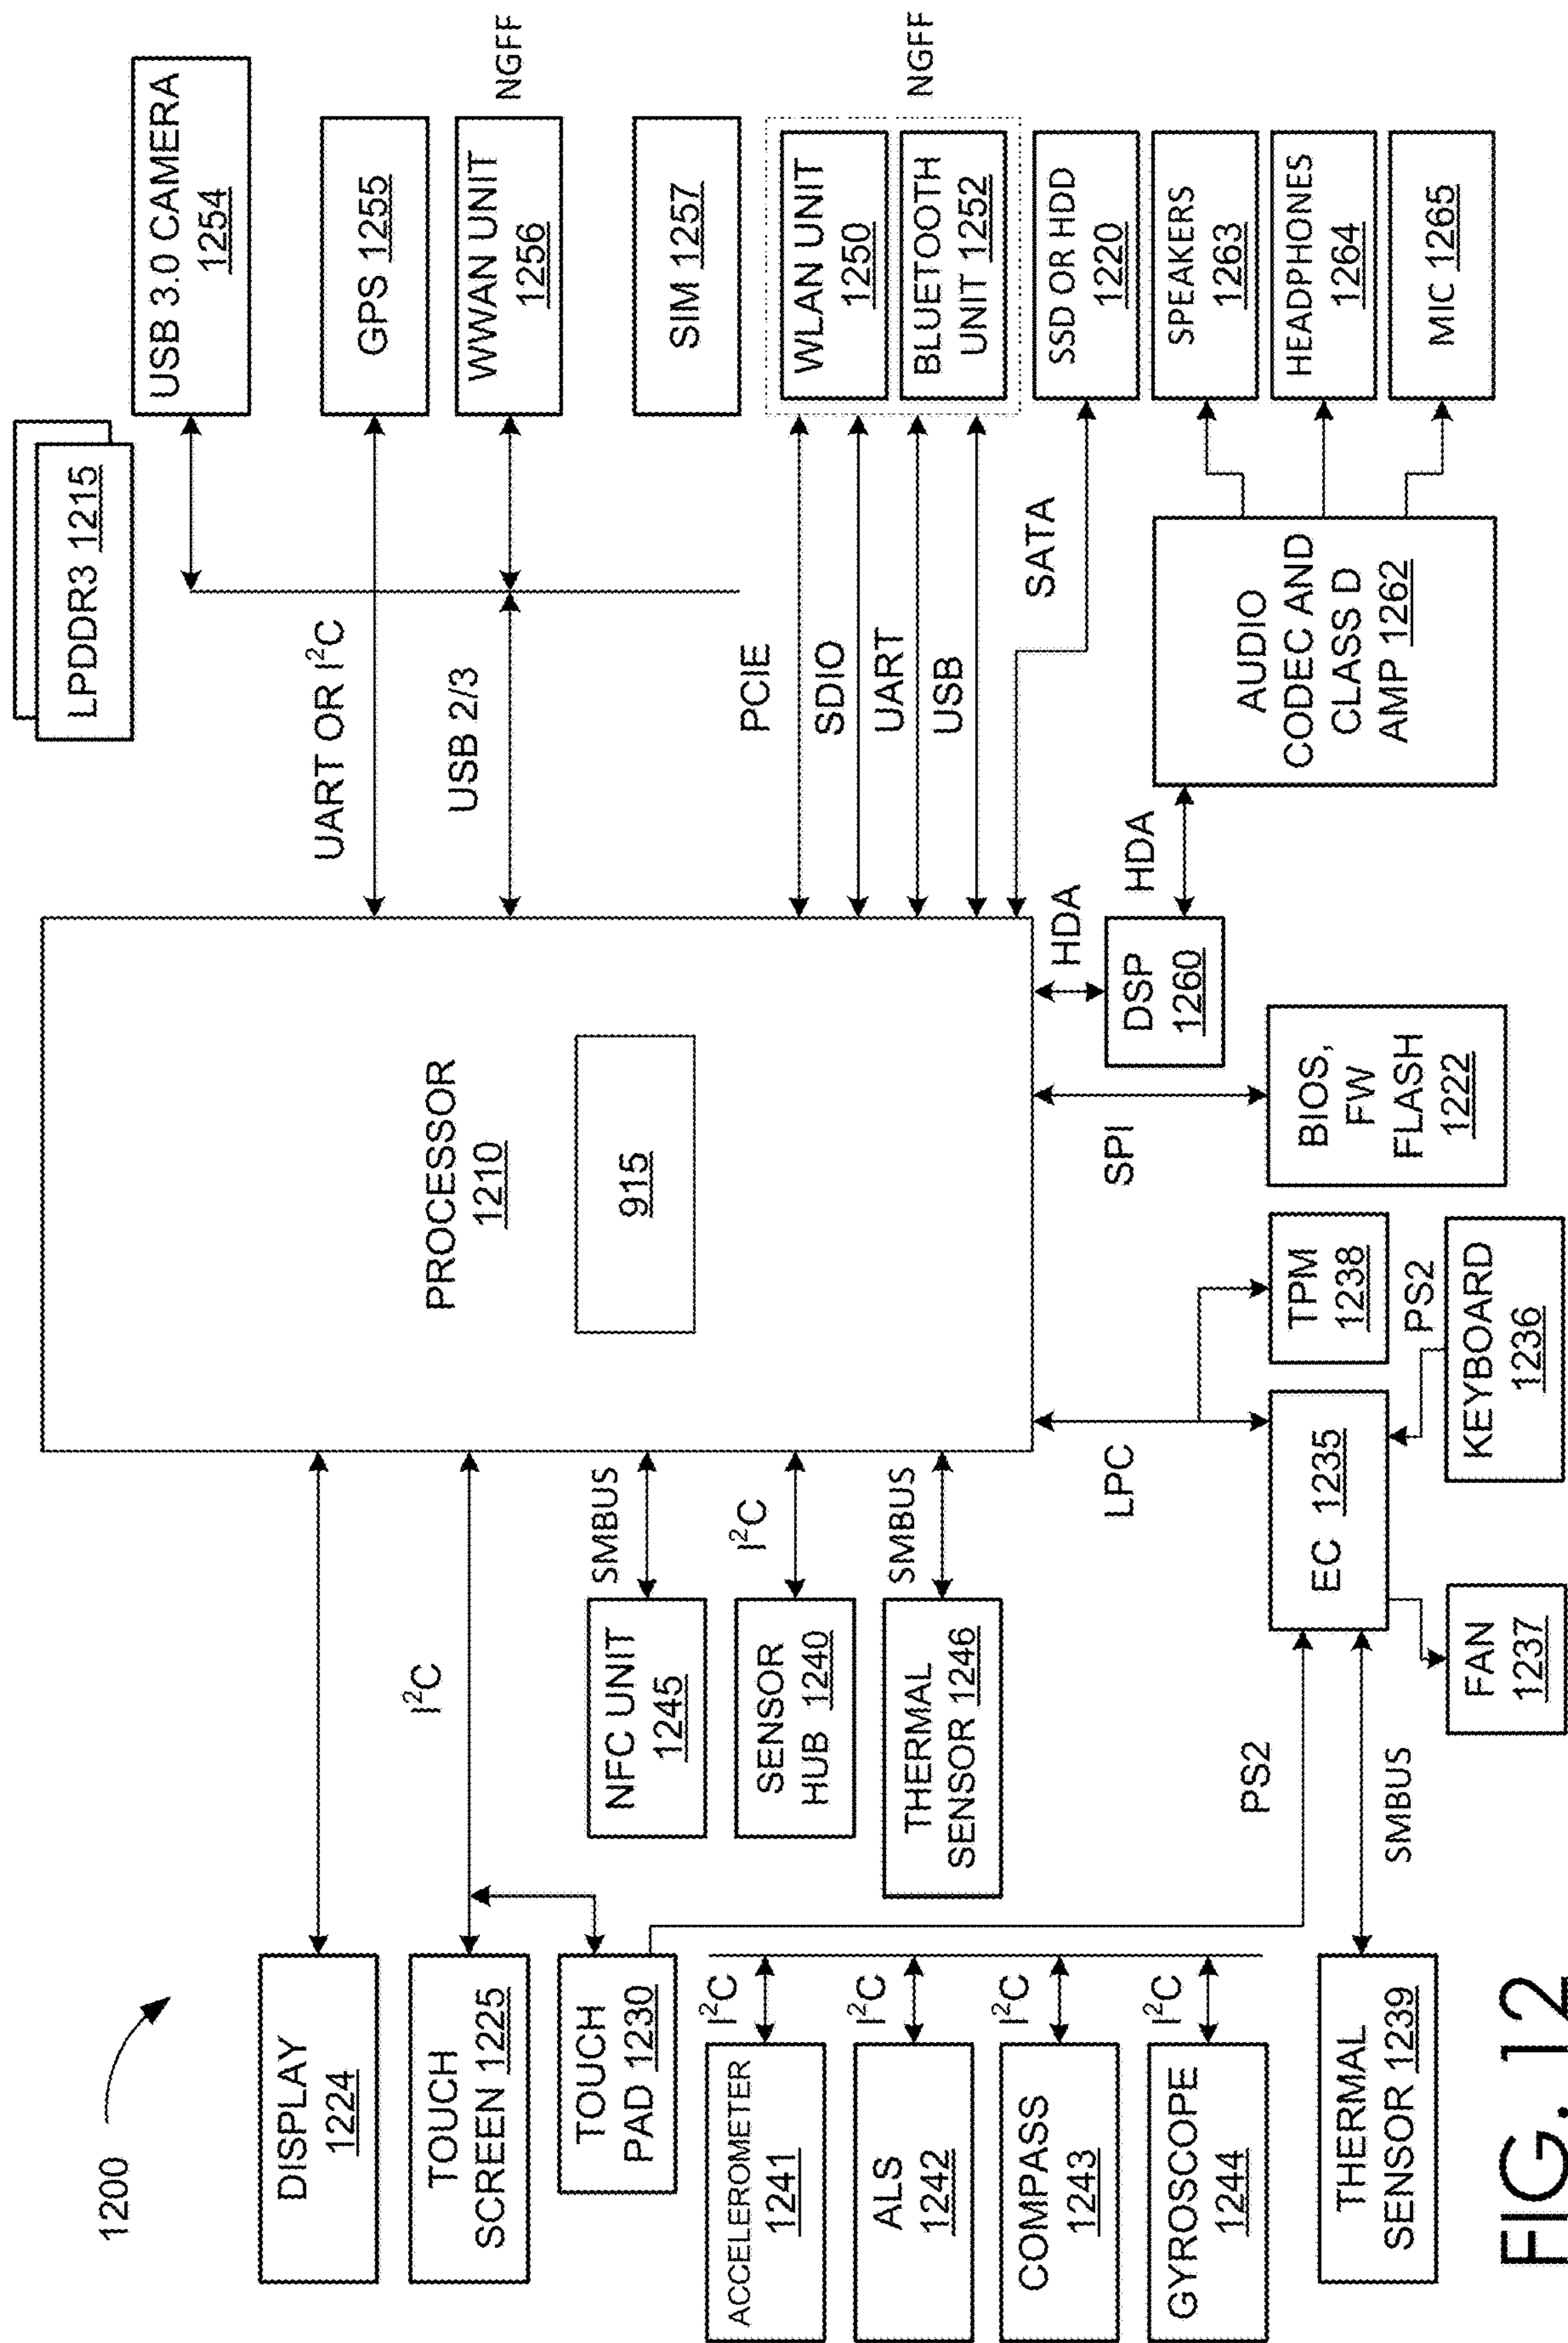 1200
LPDDR3 1215
DISPLAY
1224
TOUCH
SCREEN 1225
I²C
TOUCH
PAD 1230
ACCELEROMETER
1241
I²C
ALS
1242
I²C
COMPASS
1243
I²C
GYROSCOPE
1244
I²C
THERMAL
SENSOR 1239
SMBUS
PS2
NFC UNIT
1245
SMBUS
SENSOR
HUB 1240
I²C
THERMAL
SENSOR 1246
SMBUS
PROCESSOR
1210
915
LPC
EC 1235
FAN
1237
TPM
1238
PS2
KEYBOARD
1236
SPI
BIOS,
FW
FLASH
1222
HDA
DSP
1260
HDA
AUDIO
CODEC AND
CLASS D
AMP 1262
UART OR I²C
USB 2/3
PCIE
SDIO
UART
USB
SATA
USB 3.0 CAMERA
1254
GPS 1255
WWAN UNIT
1256
NGFF
SIM 1257
WLAN UNIT
1250
BLUETOOTH
UNIT 1252
NGFF
SSD OR HDD
1220
SPEAKERS
1263
HEADPHONES
1264
MIC 1265
FIG. 12